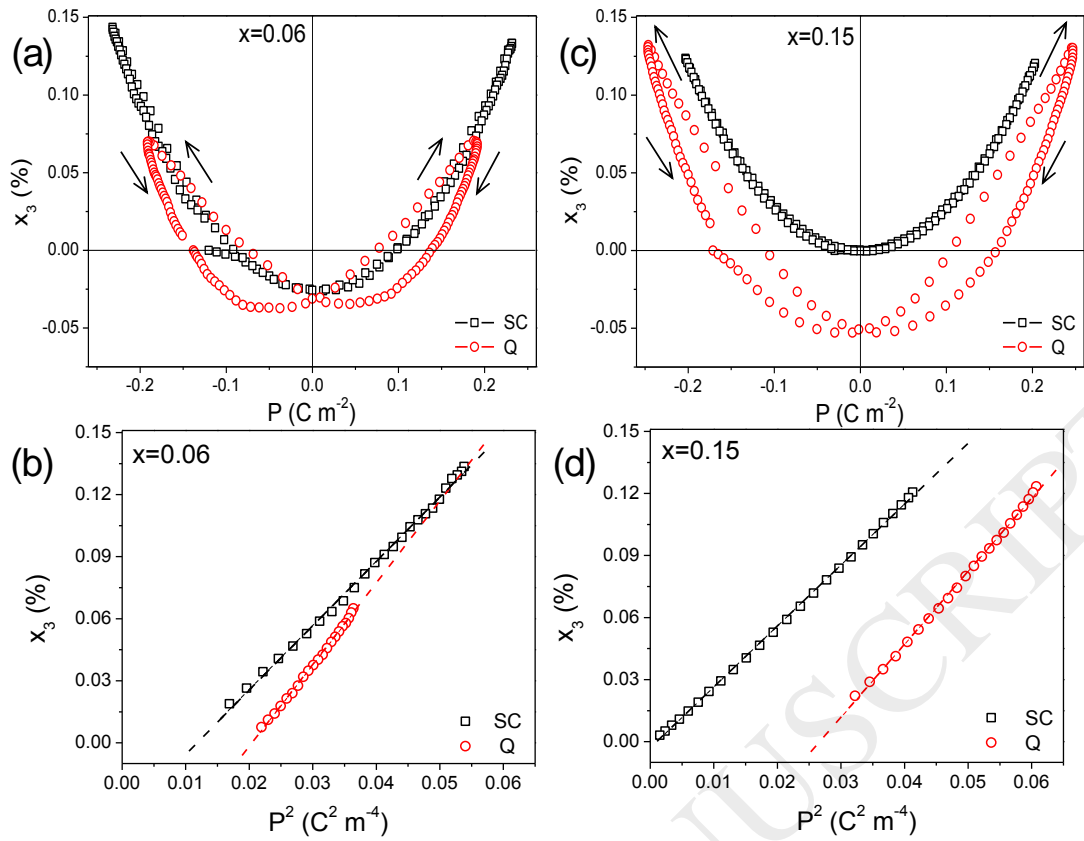 (a)
x=0.06
0.15
0.10
0.05
0.00
-0.05
x3 (%)
-0.2
-0.1
0.0
0.1
0.2
P (C m-2)
SC
Q
(c)
x=0.15
0.15
0.10
0.05
0.00
-0.05
x3 (%)
-0.2
-0.1
0.0
0.1
0.2
P (C m-2)
SC
Q
(b)
x=0.06
0.15
0.12
0.09
0.06
0.03
0.00
x3 (%)
0.00 0.01 0.02 0.03 0.04 0.05 0.06
P2 (C2 m-4)
SC
Q
(d)
x=0.15
0.15
0.12
0.09
0.06
0.03
0.00
x3 (%)
0.00 0.01 0.02 0.03 0.04 0.05 0.06
P2 (C2 m-4)
SC
Q
NUSCRIPT